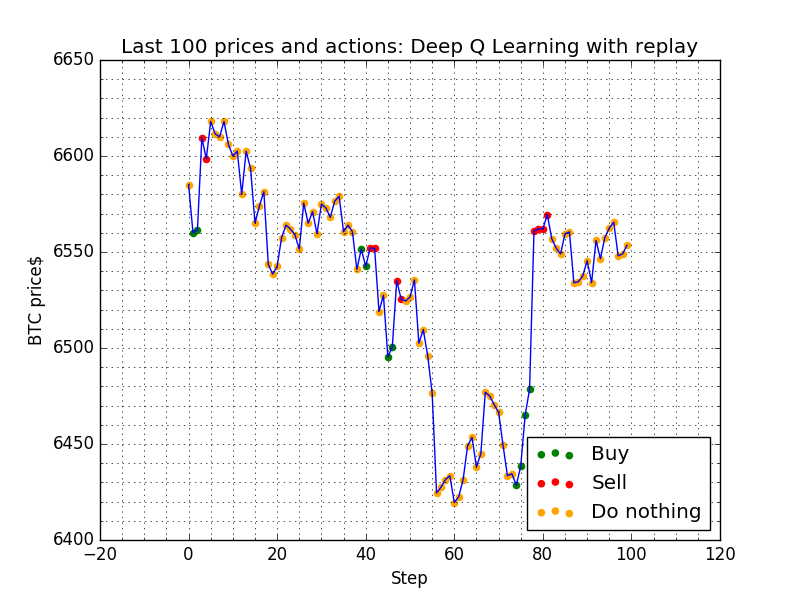 Last 100 prices and actions: Deep Q Learning with replay
6650
6600
6550
6500
6450
6400
BTC price$
Buy
Sell
Do nothing
−20 0 20 40 60 80 100 120
Step